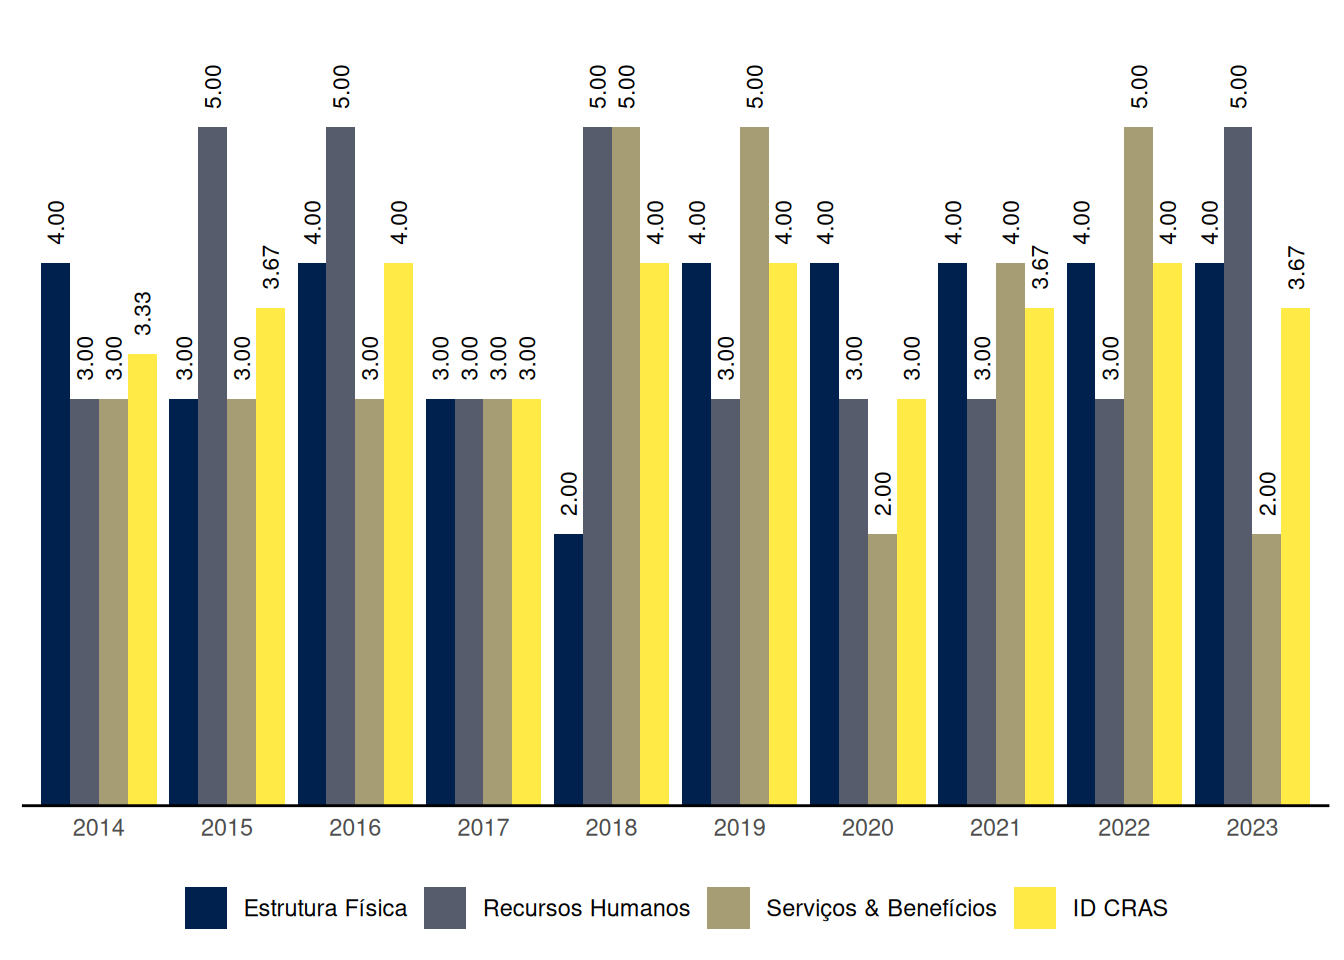 5.00 5.00 5.00 5.00 5.00 5.00 5.00
4.00 4.00 4.00 4.00 4.00 4.00 4.00 4.00 4.00 4.00 4.00 4.00
3.33 3.67 3.67 3.67
3.00 3.00 3.00 3.00 3.00 3.00 3.00 3.00 3.00 3.00 3.00 3.00 3.00 3.00
2.00 2.00 2.00
2014 2015 2016 2017 2018 2019 2020 2021 2022 2023
Estrutura Física Recursos Humanos Serviços & Benefícios ID CRAS